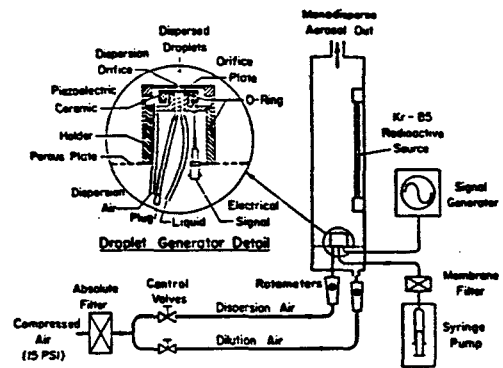 Monodisperse
Aerosol Out
Dispersed
Droplets
Dispersion
Orifice
Orifice
Plate
Piezoelectric
Ceramic
O-Ring
Holder
Porous Plate
Dispersion
Air
Plug
Liquid
Electrical
Signal
Droplet Generator Detail
Kr-85
Radioactive
Source
Signal
Generator
Absolute
Filter
Control
Valves
Rotometers
Membrane
Filter
Dispersion Air
Compressed
Air
(15 PSI)
Dilution Air
Syringe
Pump